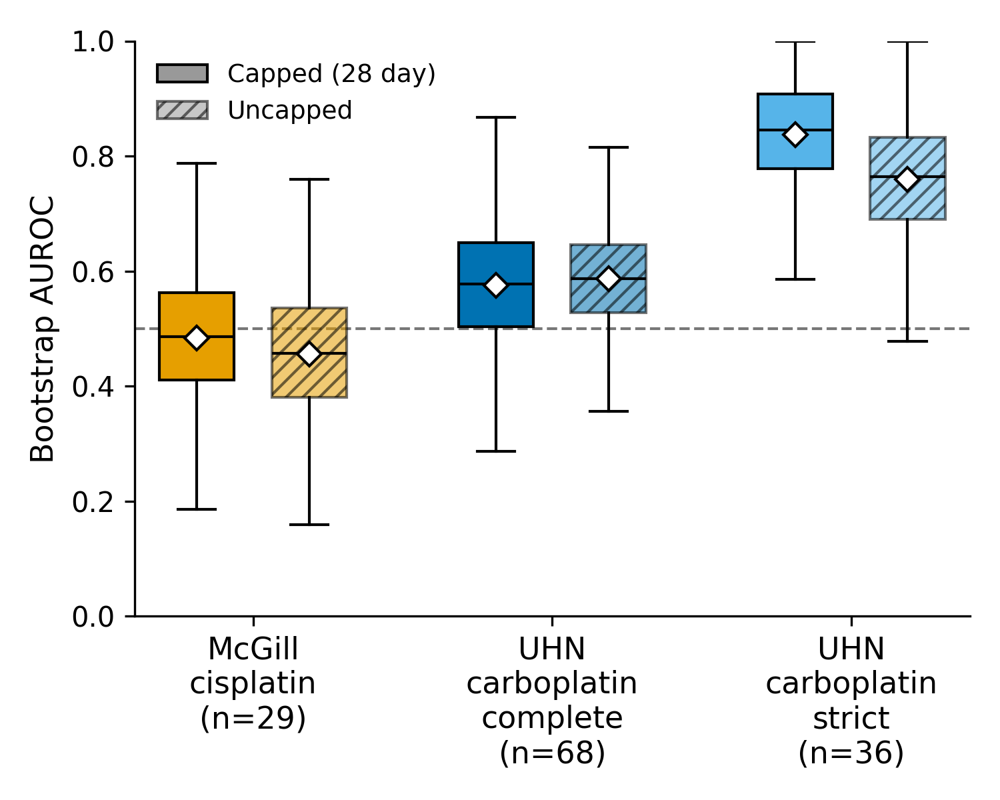 Bootstrap AUROC
1.0
0.8
0.6
0.4
0.2
0.0
Capped (28 day)
Uncapped
McGill
cisplatin
(n=29)
UHN
carboplatin
complete
(n=68)
UHN
carboplatin
strict
(n=36)